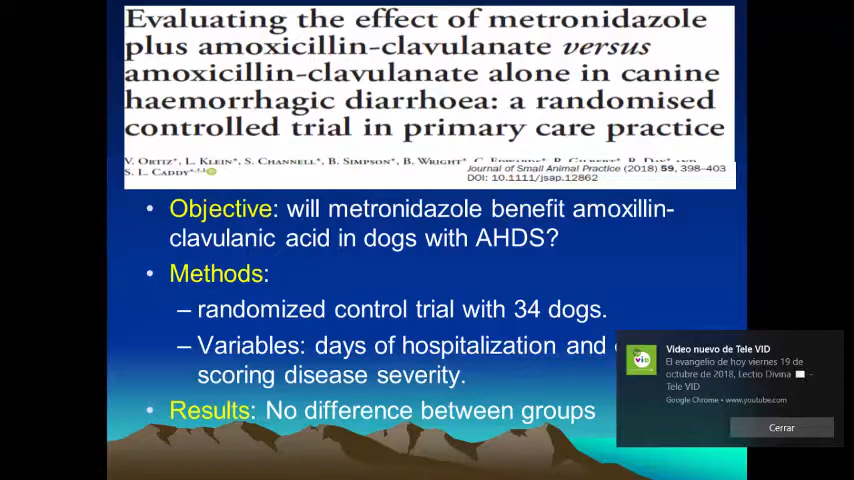 Evaluating the effect of metronidazole
plus amoxicillin-clavulanate versus
amoxicillin-clavulanate alone in canine
haemorrhagic diarrhoea: a randomised
controlled trial in primary care practice
V. Ortiz*, L. Klein*, S. Channell*, B. Simpson*, B. Wright*, C. Edwards*, R. Gilbert*, R. Day* and
S. L. Caddy*,†,1
Journal of Small Animal Practice (2018) 59, 398–403
DOI: 10.1111/jsap.12862
• Objective: will metronidazole benefit amoxillin-
clavulanic acid in dogs with AHDS?
• Methods:
– randomized control trial with 34 dogs.
– Variables: days of hospitalization and
scoring disease severity.
• Results: No difference between groups
Video nuevo de Tele VID
El evangelio de hoy viernes 19 de
octubre de 2018, Lectio Divina -
Tele VID
Google Chrome • www.youtube.com
Cerrar
ViD